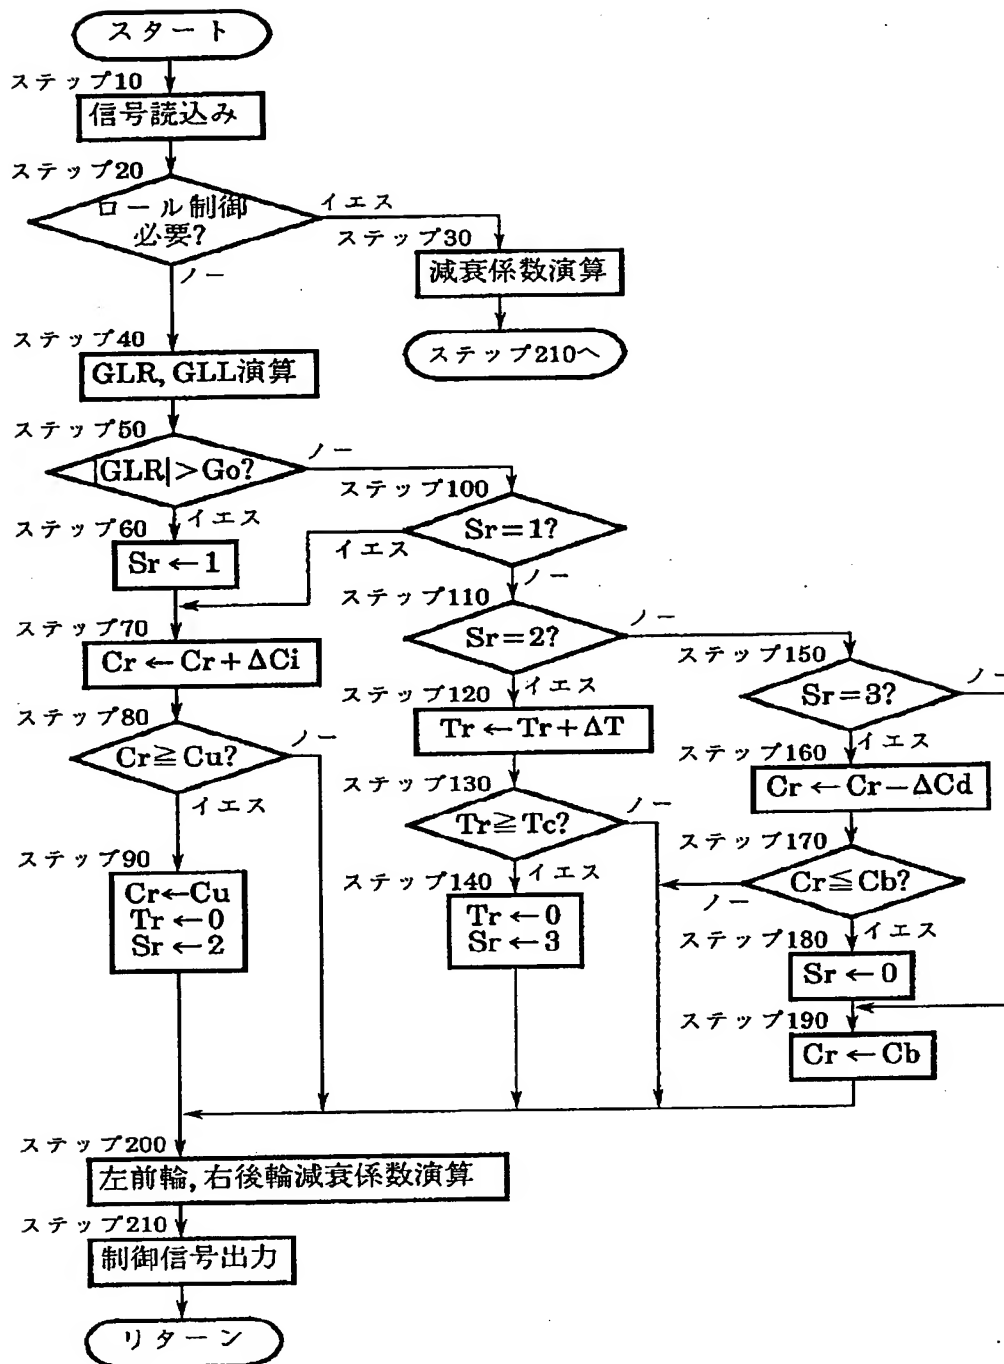 スタート
ステップ10
信号読込み
ステップ20
ロール制御
必要?
イエス
ノー
ステップ30
減衰係数演算
ステップ210へ
ステップ40
GLR, GLL演算
ステップ50
|GLR|>Go?
ノー
イエス
ステップ60
Sr←1
ステップ100
Sr=1?
イエス
ノー
ステップ70
Cr←Cr+ΔCi
ステップ110
Sr=2?
ノー
イエス
ステップ80
Cr≧Cu?
ノー
イエス
ステップ120
Tr←Tr+ΔT
ステップ150
Sr=3?
ノー
イエス
ステップ130
Tr≧Tc?
ノー
イエス
ステップ160
Cr←Cr−ΔCd
ステップ90
Cr←Cu
Tr←0
Sr←2
ステップ140
Tr←0
Sr←3
ステップ170
Cr≦Cb?
ノー
イエス
ステップ180
Sr←0
ステップ190
Cr←Cb
ステップ200
左前輪,右後輪減衰係数演算
ステップ210
制御信号出力
リターン